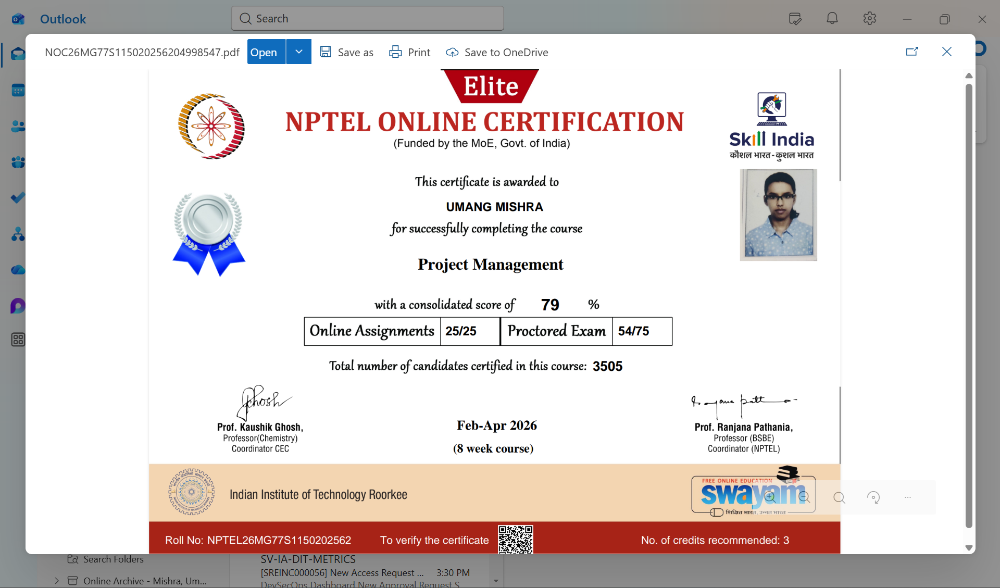 Outlook
Search
NOC26MG77S115020256204998547.pdf
Open
Save as
Print
Save to OneDrive
Elite
NPTEL ONLINE CERTIFICATION
(Funded by the MoE, Govt. of India)
Skill India
कौशल भारत - कुशल भारत
This certificate is awarded to
UMANG MISHRA
for successfully completing the course
Project Management
with a consolidated score of 79 %
Online Assignments 25/25 Proctored Exam 54/75
Total number of candidates certified in this course: 3505
Prof. Kaushik Ghosh,
Professor(Chemistry)
Coordinator CEC
Feb-Apr 2026
(8 week course)
Prof. Ranjana Pathania,
Professor (BSBE)
Coordinator (NPTEL)
Indian Institute of Technology Roorkee
FREE ONLINE EDUCATION
swayam
शिक्षित भारत, उन्नत भारत
Roll No: NPTEL26MG77S1150202562
To verify the certificate
No. of credits recommended: 3
Search Folders
Online Archive - Mishra, Um...
SV-IA-DIT-METRICS
[SREINC000056] New Access Request ... 3:30 PM
DevSecOps Dashboard New Approval Request S